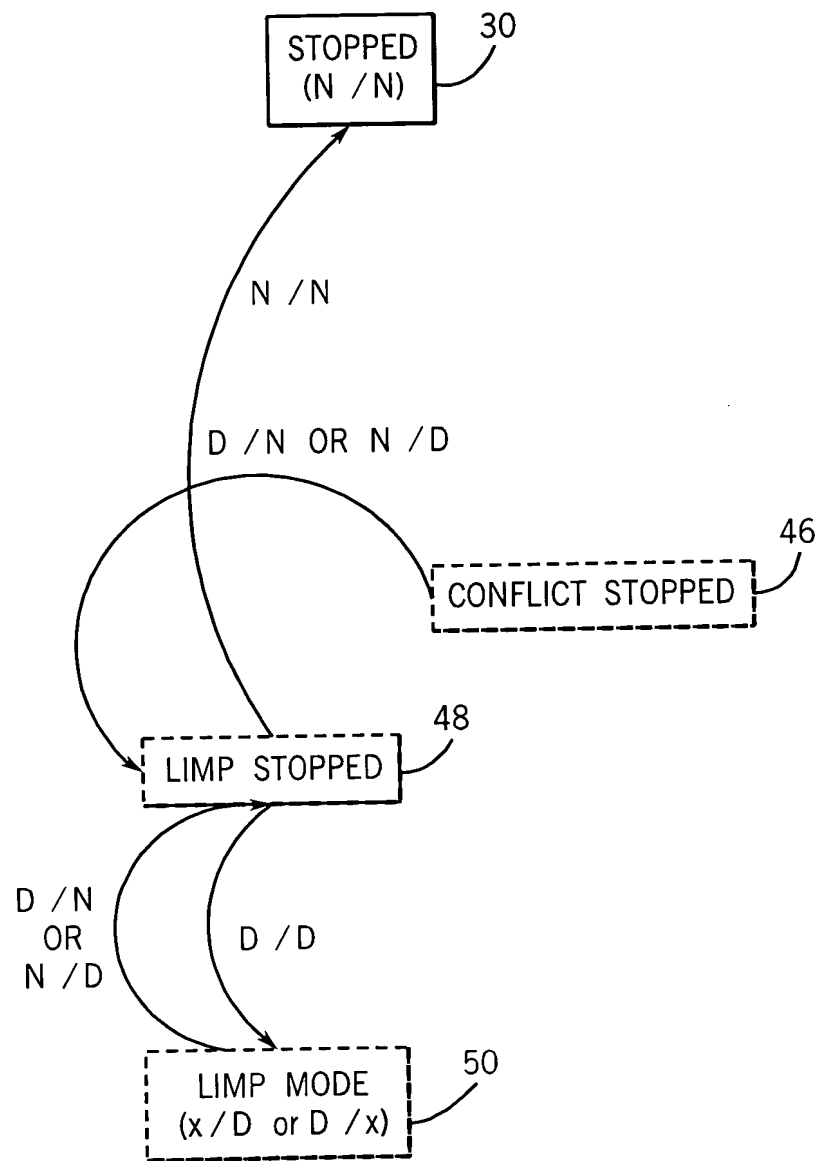 30
STOPPED
(N /N)
N /N
D /N OR N /D
46
CONFLICT STOPPED
48
LIMP STOPPED
D /N
OR
N /D
D /D
50
LIMP MODE
(x /D or D /x)